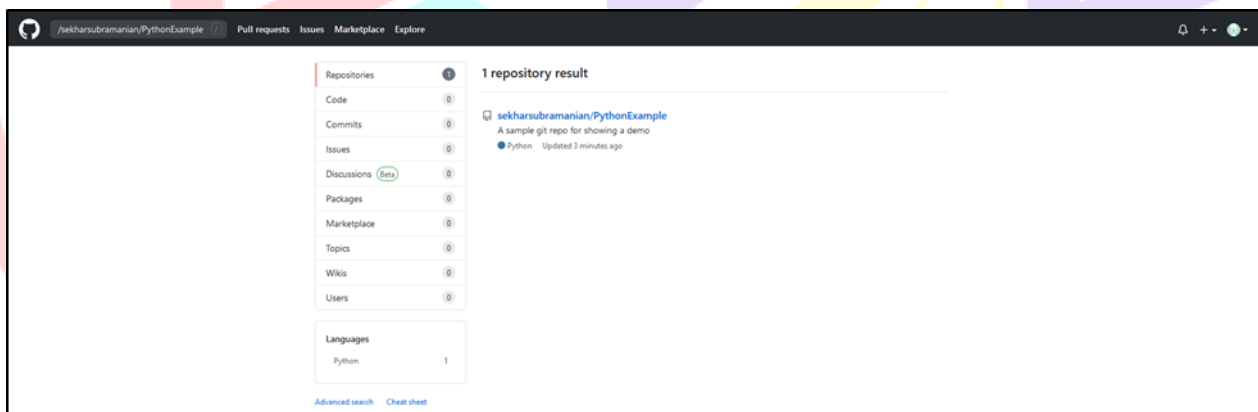 /sekharsubramanian/PythonExample /
Pull requests Issues Marketplace Explore
Repositories 1
Code 0
Commits 0
Issues 0
Discussions Beta 0
Packages 0
Marketplace 0
Topics 0
Wikis 0
Users 0
Languages
Python 1
Advanced search Cheat sheet
1 repository result
sekharsubramanian/PythonExample
A sample git repo for showing a demo
Python Updated 3 minutes ago